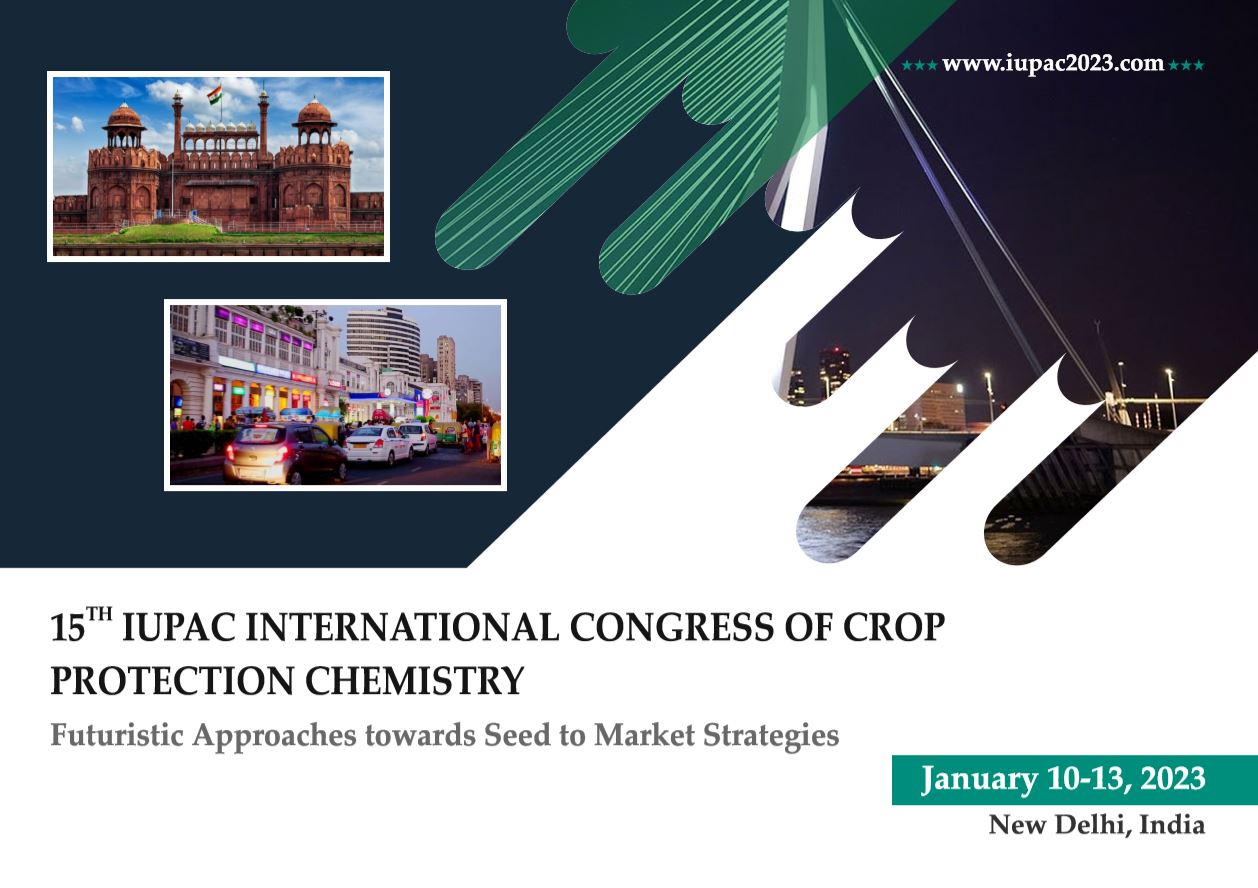 ★★★ www.iupac2023.com ★★★
15TH IUPAC INTERNATIONAL CONGRESS OF CROP
PROTECTION CHEMISTRY
Futuristic Approaches towards Seed to Market Strategies
January 10-13, 2023
New Delhi, India